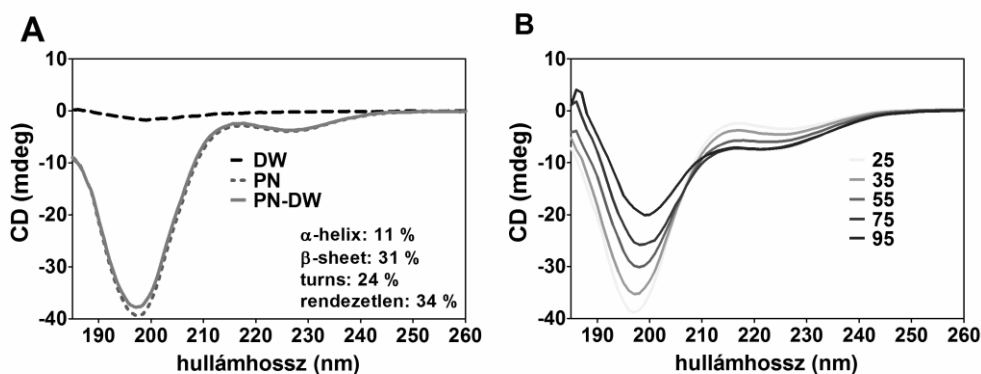 A
CD (mdeg)
10
0
-10
-20
-30
-40
DW
PN
PN-DW
α-helix: 11 %
β-sheet: 31 %
turns: 24 %
rendezetlen: 34 %
190 200 210 220 230 240 250 260
hullámhossz (nm)
B
CD (mdeg)
10
0
-10
-20
-30
-40
25
35
55
75
95
190 200 210 220 230 240 250 260
hullámhossz (nm)